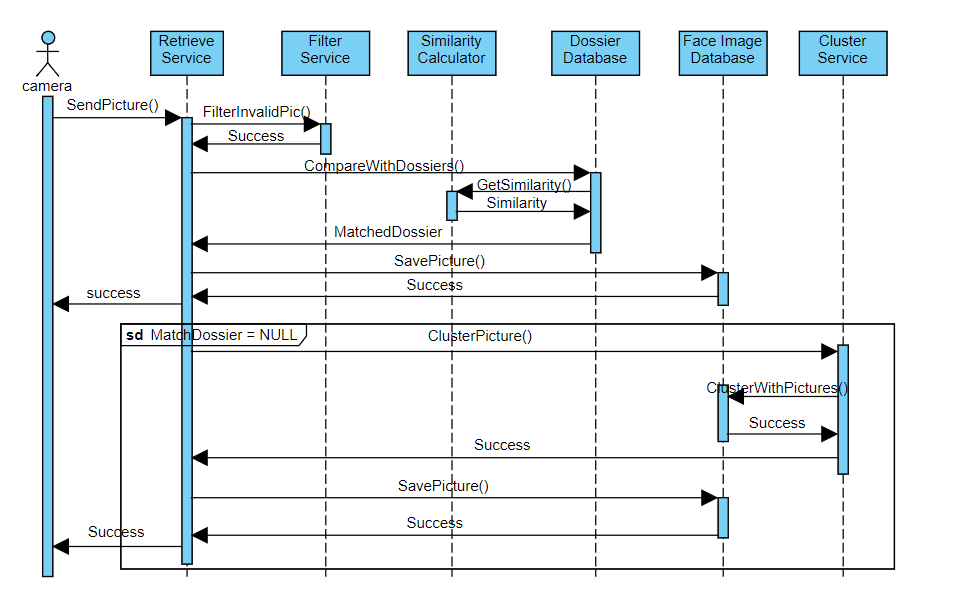 Retrieve
Service
Filter
Service
Similarity
Calculator
Dossier
Database
Face Image
Database
Cluster
Service
camera
SendPicture()
FilterInvalidPic()
Success
CompareWithDossiers()
GetSimilarity()
Similarity
MatchedDossier
SavePicture()
Success
success
sd MatchDossier = NULL
ClusterPicture()
ClusterWithPictures()
Success
Success
SavePicture()
Success
Success